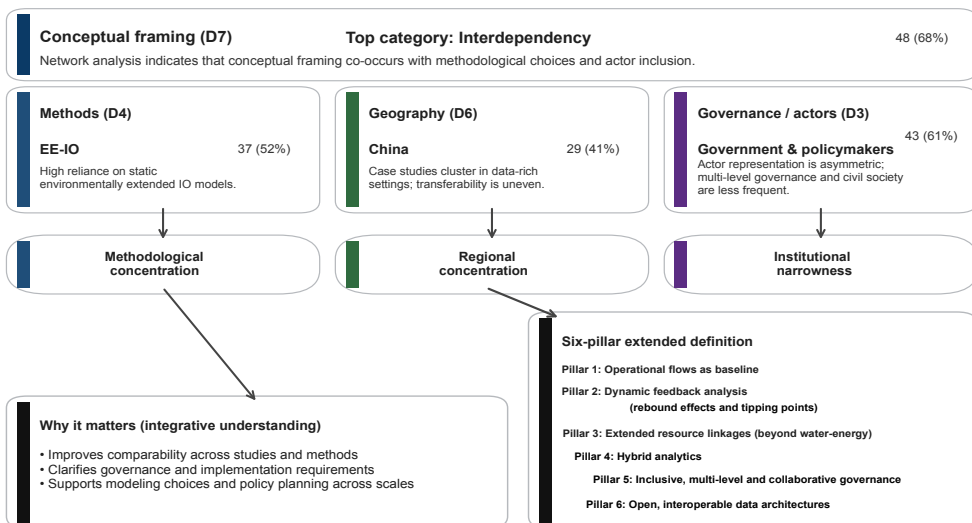 Conceptual framing (D7)
Top category: Interdependency
48 (68%)
Network analysis indicates that conceptual framing co-occurs with methodological choices and actor inclusion.
Methods (D4)
EE-IO
37 (52%)
High reliance on static
environmentally extended IO models.
Geography (D6)
China
29 (41%)
Case studies cluster in data-rich
settings; transferability is uneven.
Governance / actors (D3)
43 (61%)
Government & policymakers
Actor representation is asymmetric;
multi-level governance and civil society
are less frequent.
Methodological
concentration
Regional
concentration
Institutional
narrowness
Why it matters (integrative understanding)
• Improves comparability across studies and methods
• Clarifies governance and implementation requirements
• Supports modeling choices and policy planning across scales
Six-pillar extended definition
Pillar 1: Operational flows as baseline
Pillar 2: Dynamic feedback analysis
(rebound effects and tipping points)
Pillar 3: Extended resource linkages (beyond water-energy)
Pillar 4: Hybrid analytics
Pillar 5: Inclusive, multi-level and collaborative governance
Pillar 6: Open, interoperable data architectures